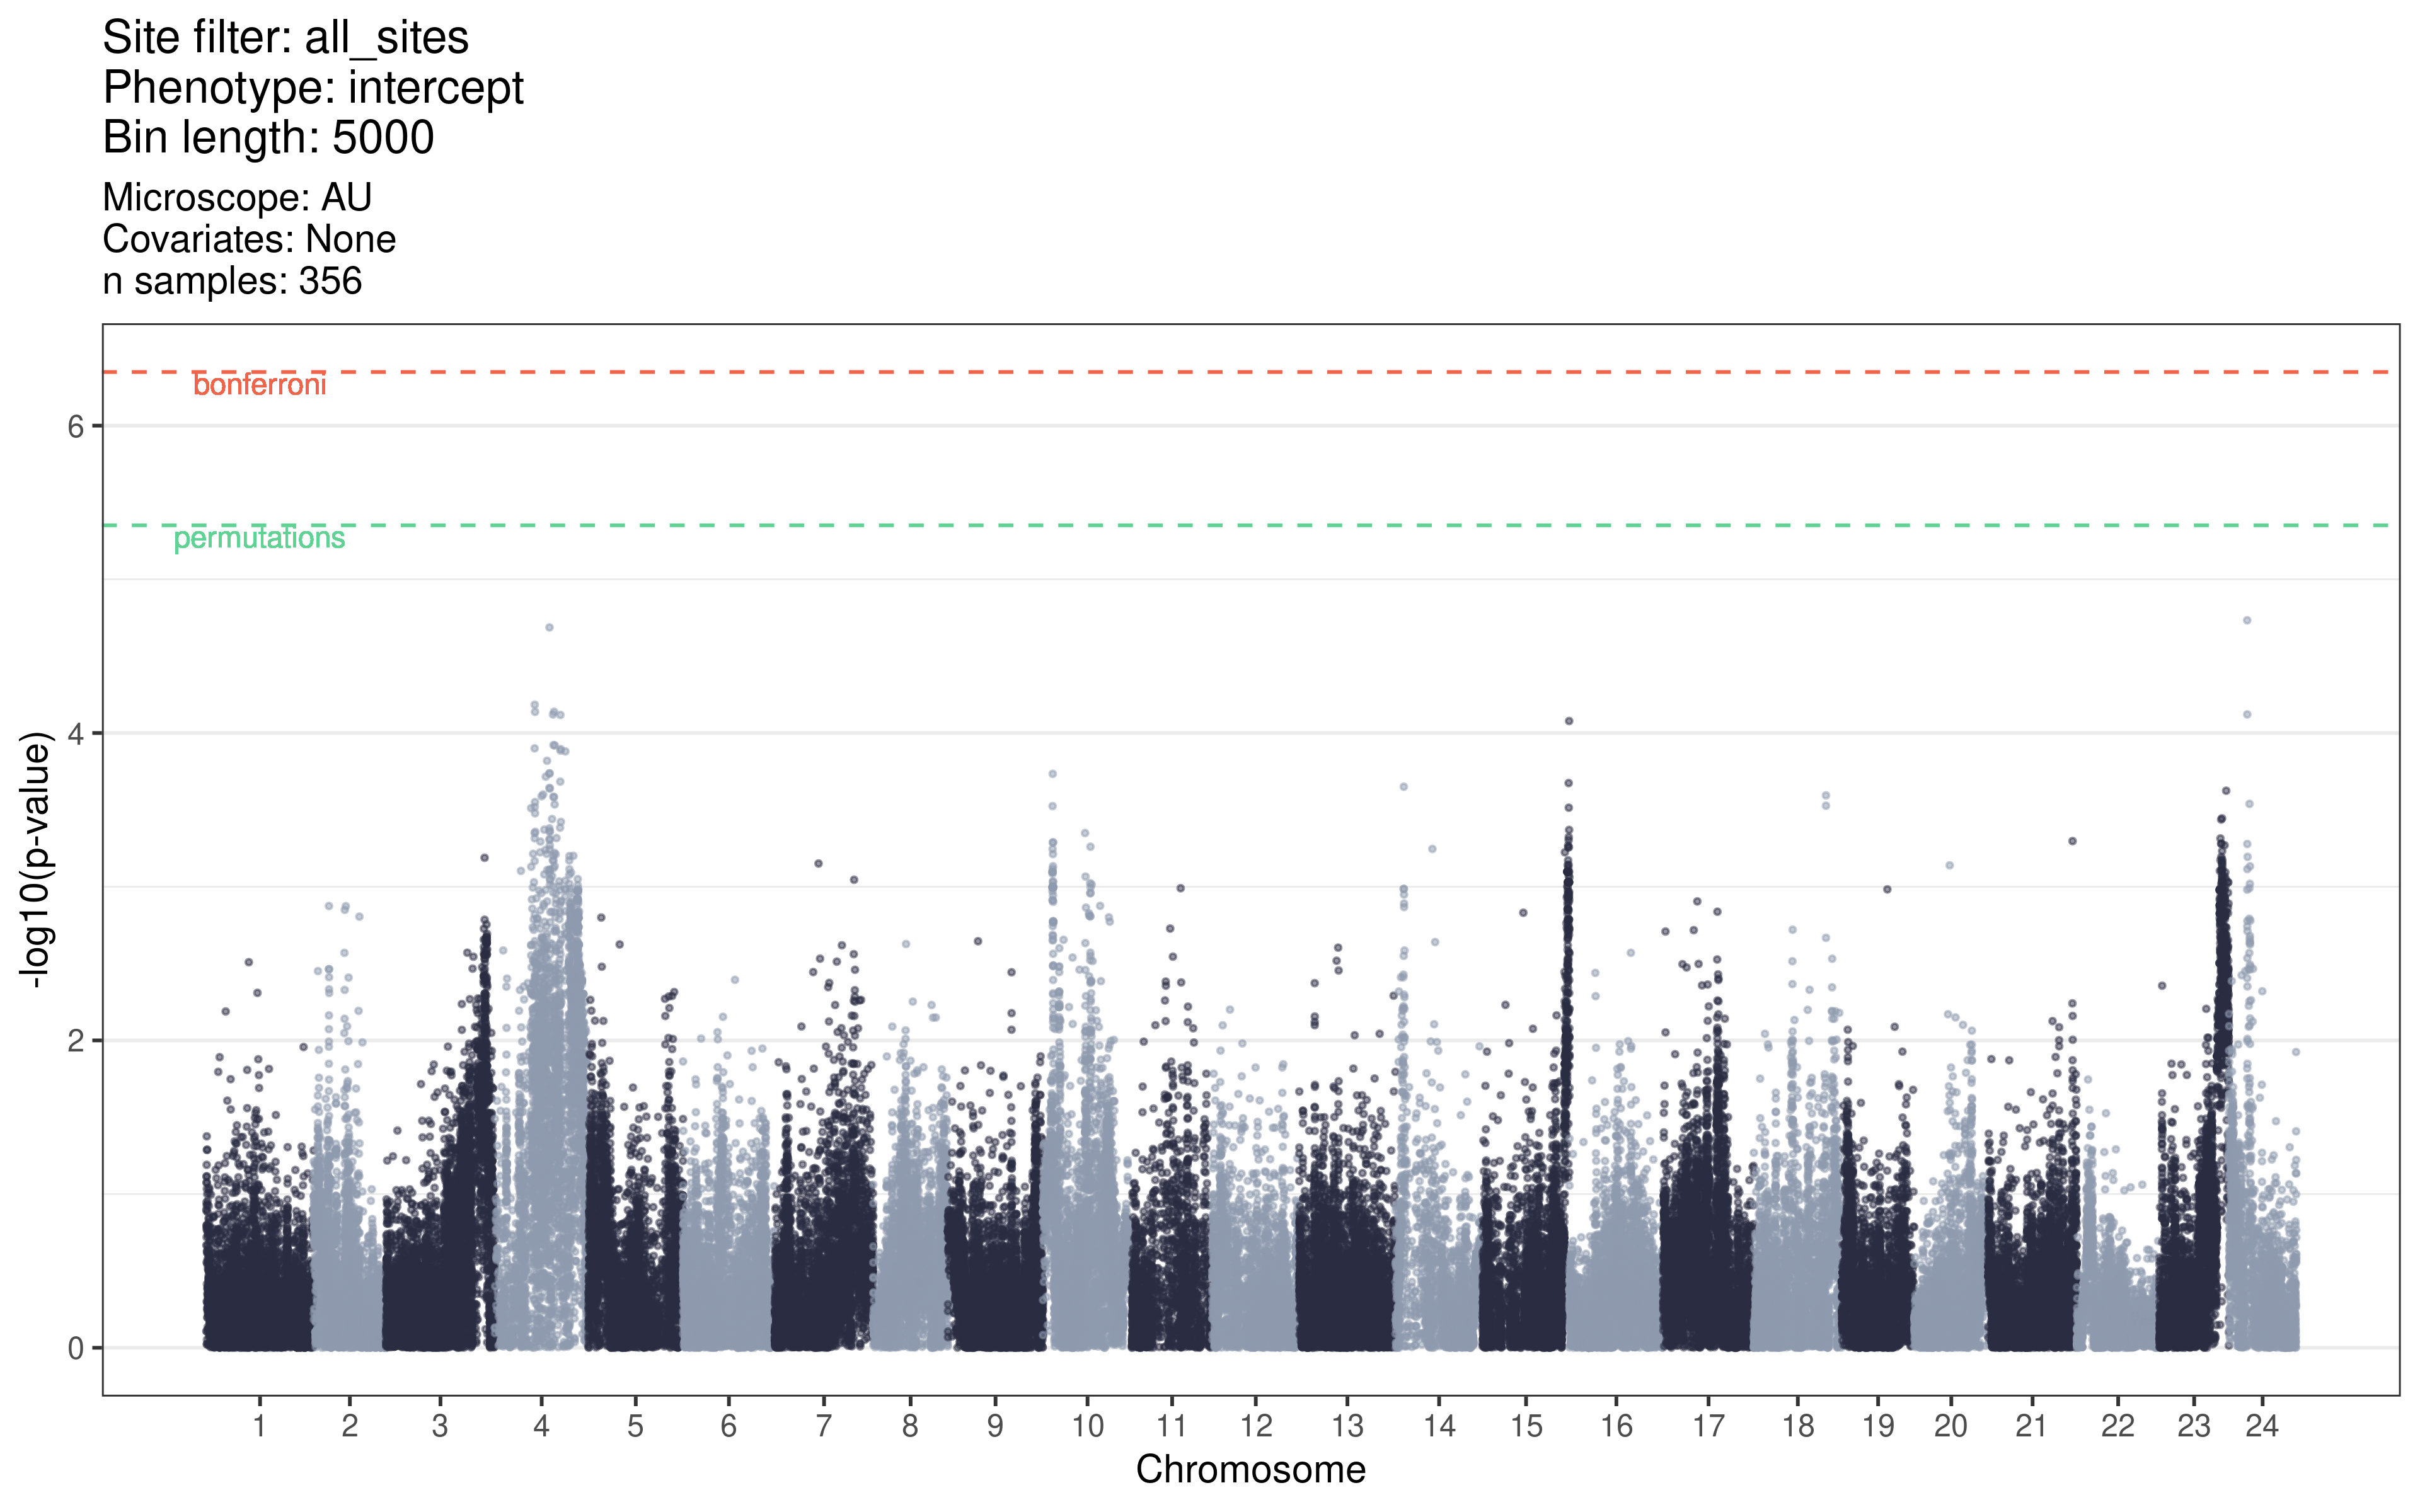 Site filter: all_sites
Phenotype: intercept
Bin length: 5000
Microscope: AU
Covariates: None
n samples: 356
bonferroni
6
permutations
4
-log10(p-value)
2
0
1 2 3 4 5 6 7 8 9 10 11 12 13 14 15 16 17 18 19 20 21 22 23 24
Chromosome